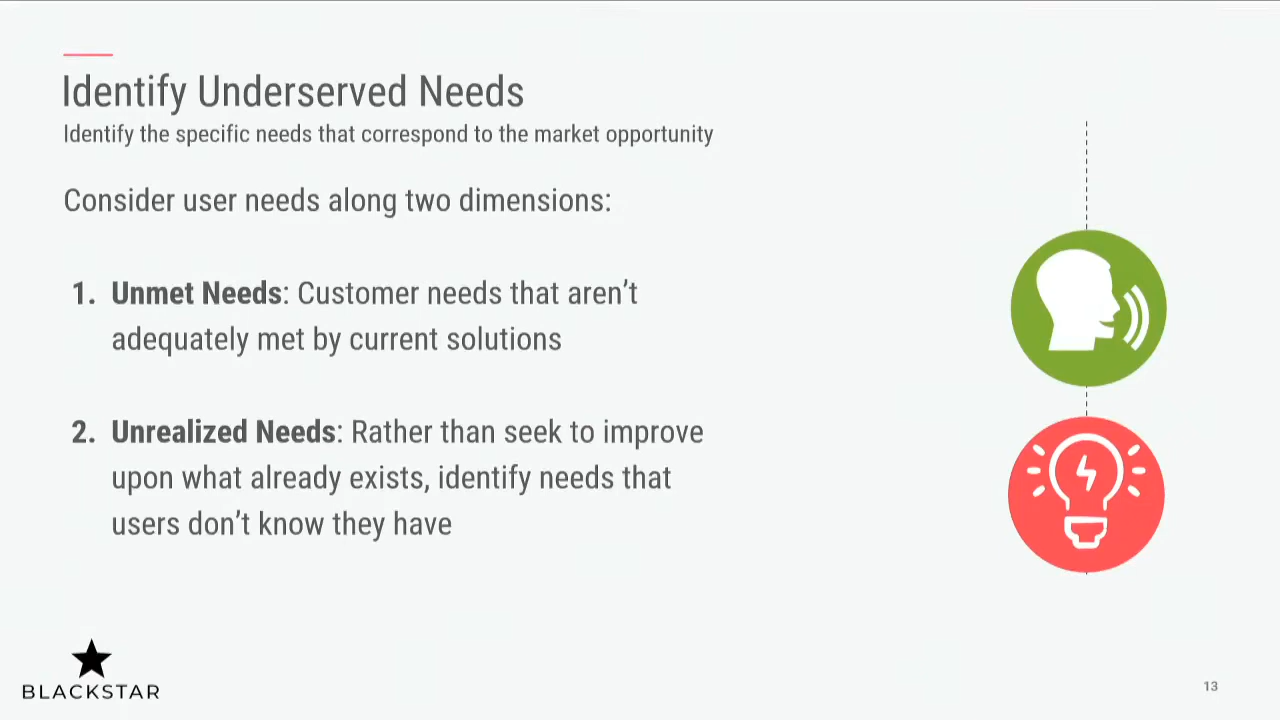 Identify Underserved Needs
Identify the specific needs that correspond to the market opportunity
Consider user needs along two dimensions:
1. Unmet Needs: Customer needs that aren’t
adequately met by current solutions
2. Unrealized Needs: Rather than seek to improve
upon what already exists, identify needs that
users don’t know they have
BLACKSTAR
13